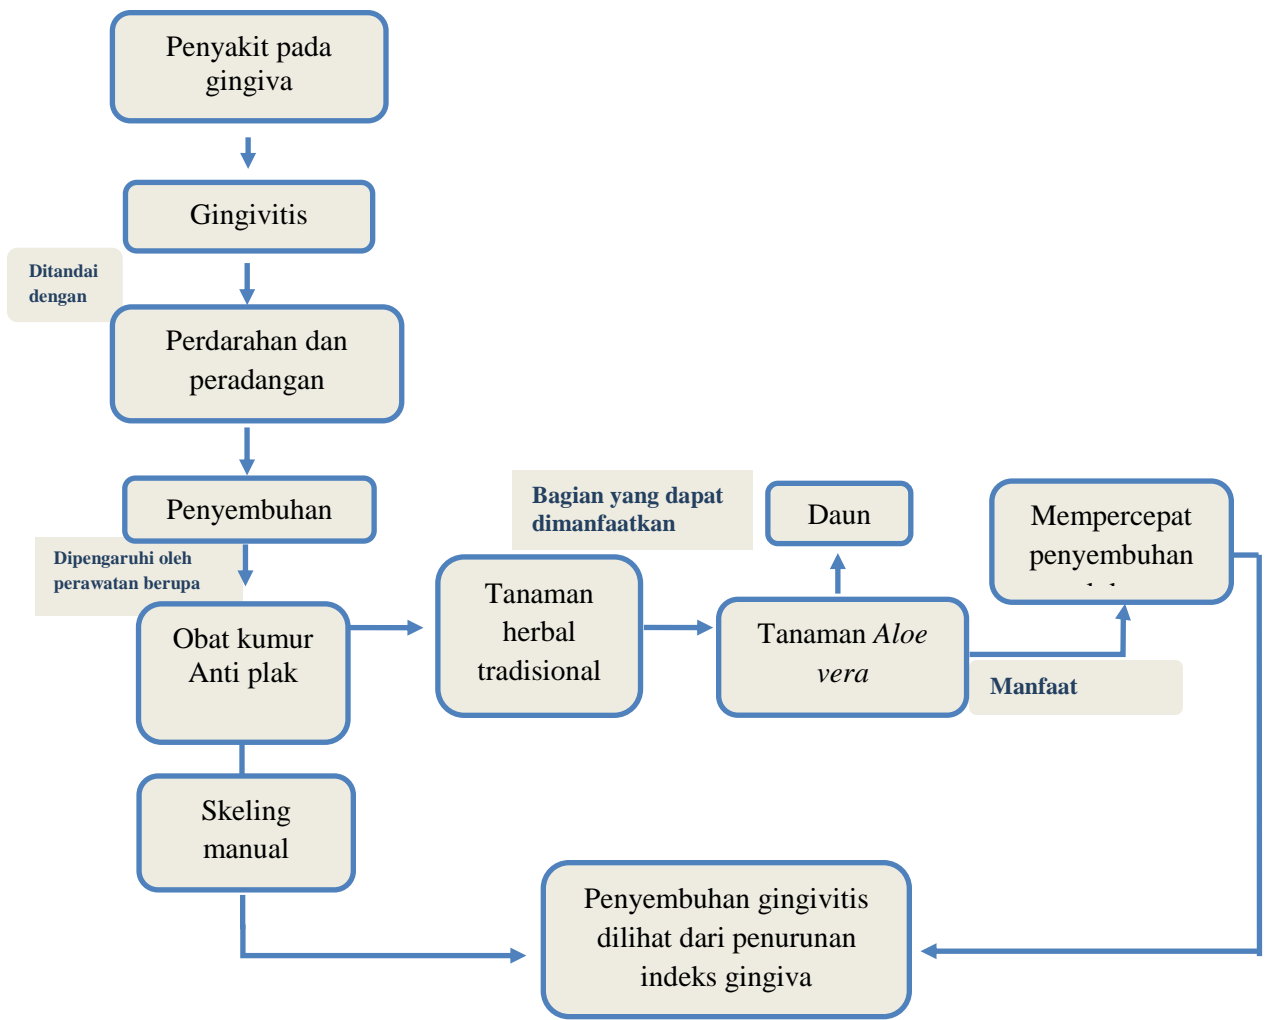 Penyakit pada
gingiva
Gingivitis
Ditandai
dengan
Perdarahan dan
peradangan
Penyembuhan
Dipengaruhi oleh
perawatan berupa
Obat kumur
Anti plak
Skeling
manual
Tanaman
herbal
tradisional
Bagian yang dapat
dimanfaatkan
Daun
Tanaman Aloe
vera
Manfaat
Mempercepat
penyembuhan
Penyembuhan gingivitis
dilihat dari penurunan
indeks gingiva